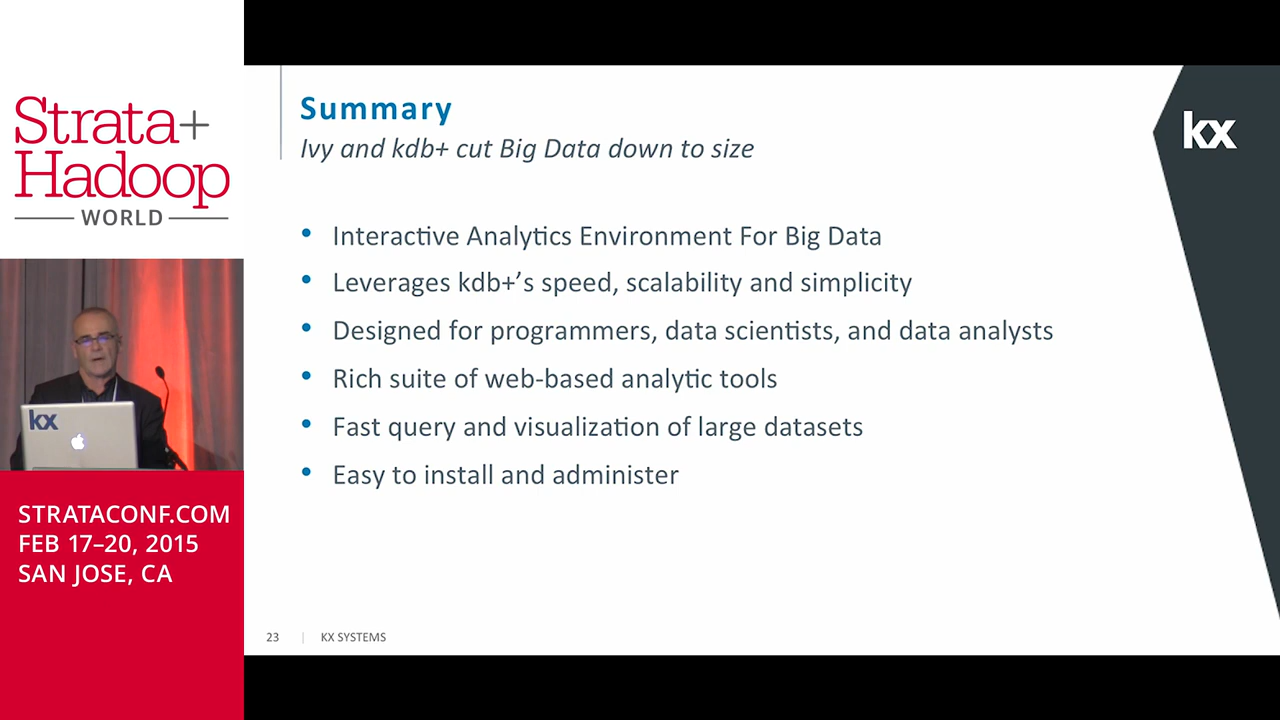 Strata+
Hadoop
WORLD
kx
STRATACONF.COM
FEB 17–20, 2015
SAN JOSE, CA
Summary
Ivy and kdb+ cut Big Data down to size
kx
• Interactive Analytics Environment For Big Data
• Leverages kdb+’s speed, scalability and simplicity
• Designed for programmers, data scientists, and data analysts
• Rich suite of web-based analytic tools
• Fast query and visualization of large datasets
• Easy to install and administer
23 | KX SYSTEMS